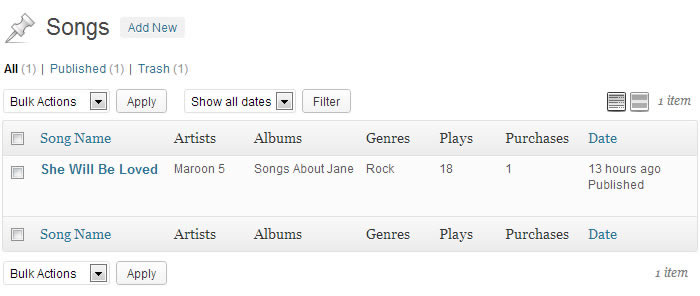 Songs Add New
All (1) | Published (1) | Trash (1)
Bulk Actions Apply Show all dates Filter 1 item
Song Name Artists Albums Genres Plays Purchases Date
She Will Be Loved Maroon 5 Songs About Jane Rock 18 1 13 hours ago
Published
Song Name Artists Albums Genres Plays Purchases Date
Bulk Actions Apply 1 item